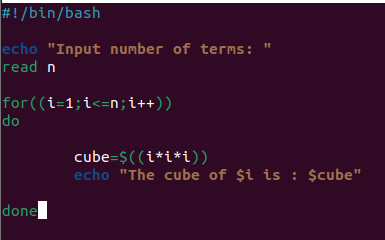 #!/bin/bash
echo "Input number of terms: "
read n
for((i=1;i<=n;i++))
do
cube=$((i*i*i))
echo "The cube of $i is : $cube"
done